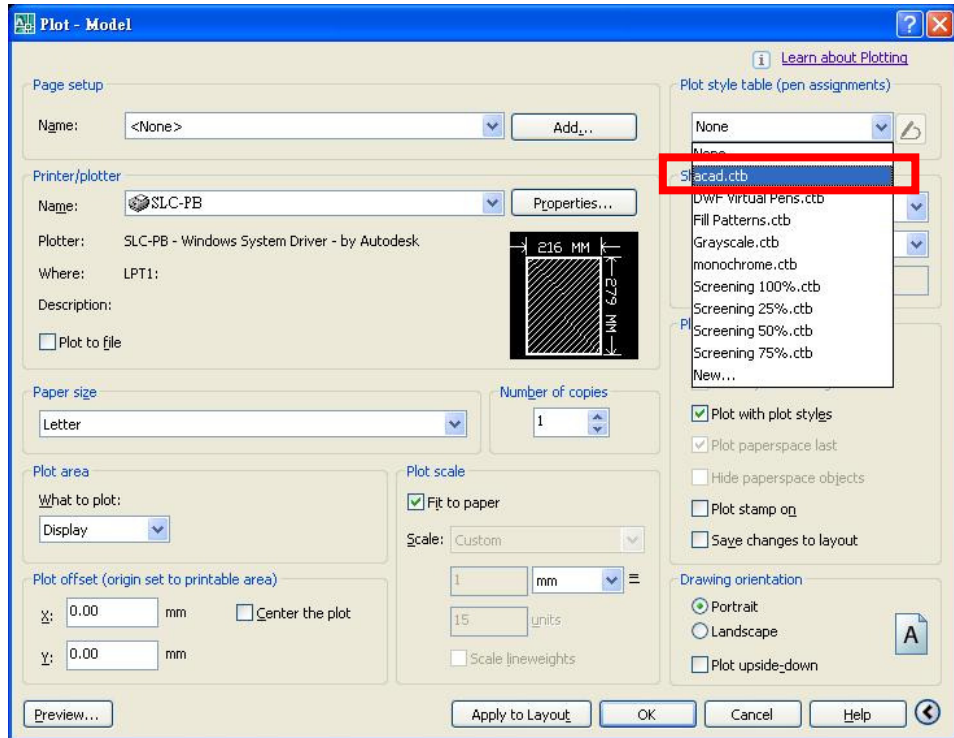 Plot - Model
Learn about Plotting
Page setup
Name: <None> Add...
Printer/plotter
Name: SLC-PB Properties...
Plotter: SLC-PB - Windows System Driver - by Autodesk
Where: LPT1:
Description:
Plot to file
216 MM
279 MM
Paper size
Letter
Number of copies
1
Plot area
What to plot:
Display
Plot scale
Fit to paper
Scale: Custom
1 mm =
15 units
Scale lineweights
Plot offset (origin set to printable area)
X: 0.00 mm Center the plot
Y: 0.00 mm
Plot style table (pen assignments)
None
None
acad.ctb
DWF Virtual Pens.ctb
Fill Patterns.ctb
Grayscale.ctb
monochrome.ctb
Screening 100%.ctb
Screening 25%.ctb
Screening 50%.ctb
Screening 75%.ctb
New...
Plot with plot styles
Plot paperspace last
Hide paperspace objects
Plot stamp on
Save changes to layout
Drawing orientation
Portrait
Landscape
A
Plot upside-down
Preview... Apply to Layout OK Cancel Help